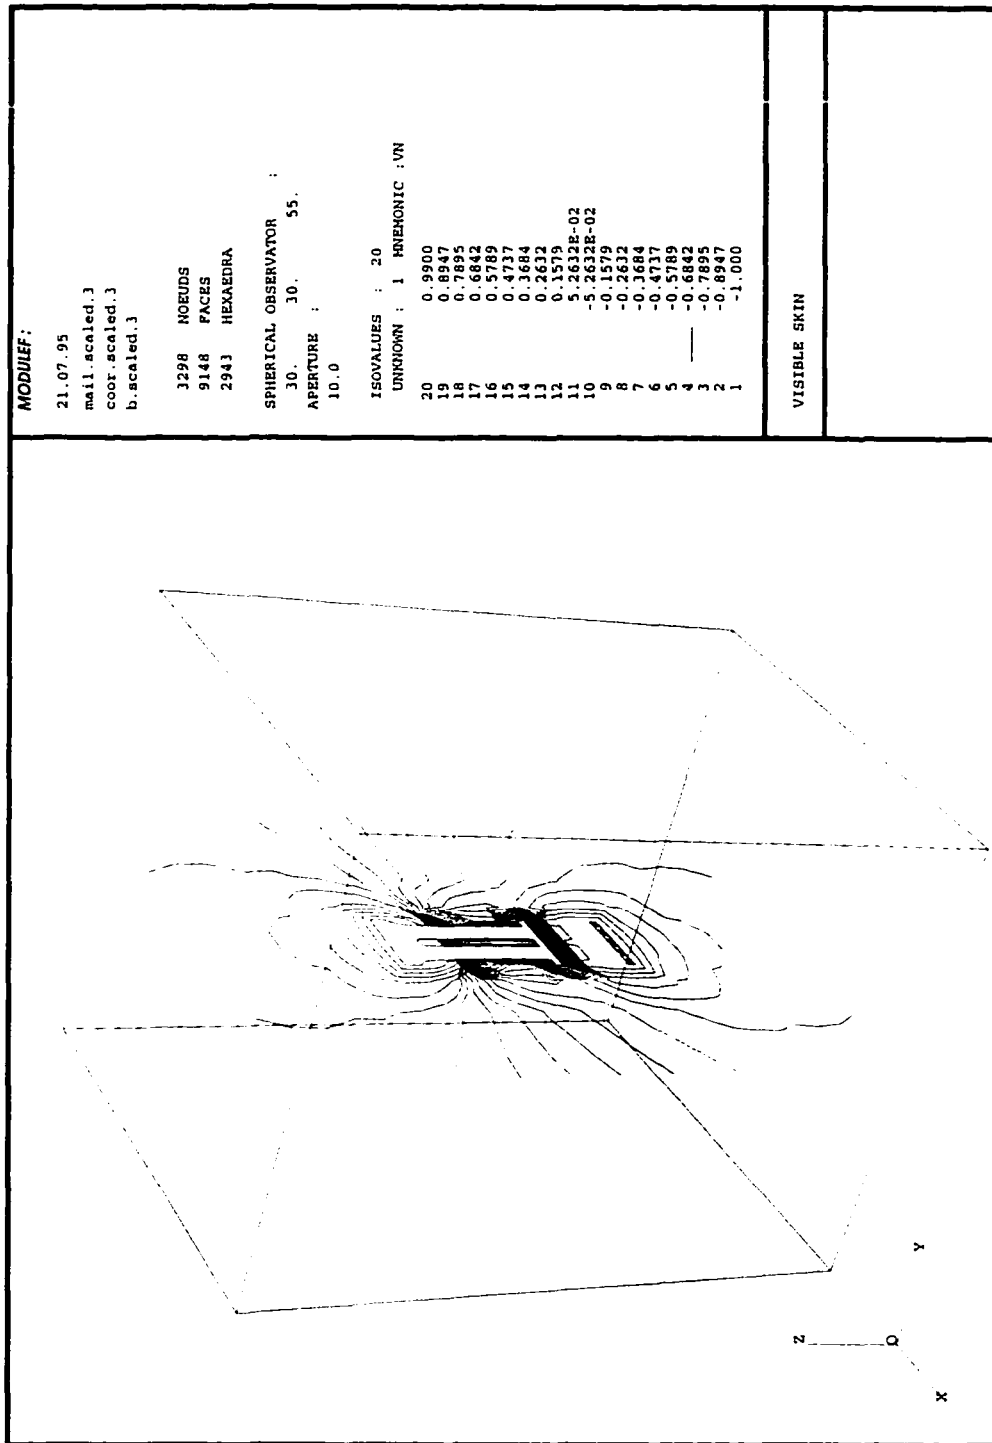 MODULEF :
21.07.95
mail.scaled.3
coor.scaled.3
b.scaled.3
3298 NOEUDS
9148 FACES
2943 HEXAEDRA
SPHERICAL OBSERVATOR :
30. 30. 55.
APERTURE :
10.0
ISOVALUES : 20
UNKNOWN : 1 MNEMONIC :VN
20 0.9900
19 0.8947
18 0.7895
17 0.6842
16 0.5789
15 0.4737
14 0.3684
13 0.2632
12 0.1579
11 5.2632E-02
10 -5.2632E-02
9 -0.1579
8 -0.2632
7 -0.3684
6 -0.4737
5 -0.5789
4 -0.6842
3 -0.7895
2 -0.8947
1 -1.000
VISIBLE SKIN
Z
O
X
Y